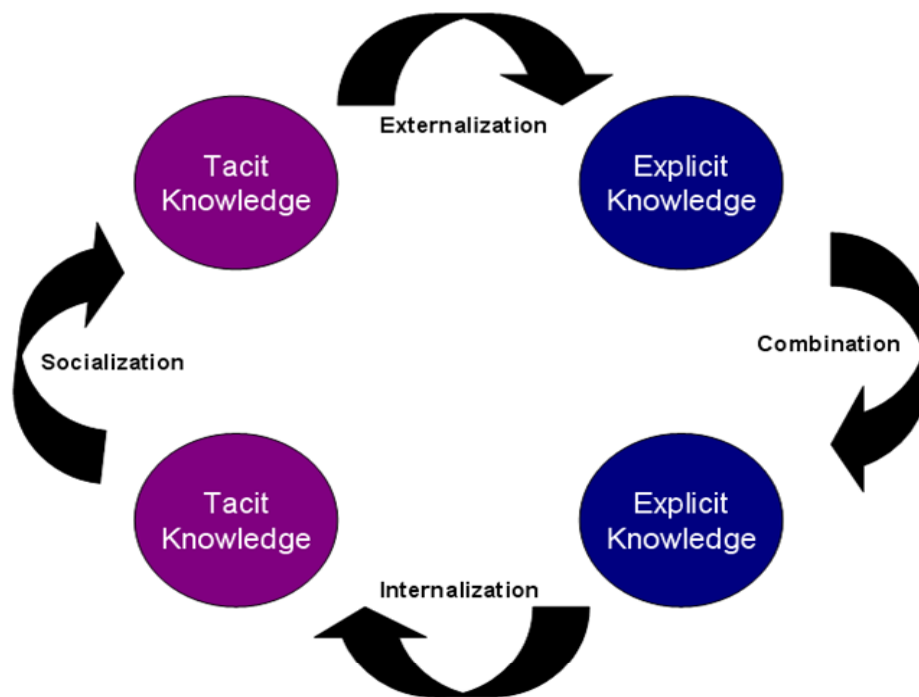 Externalization
Tacit
Knowledge
Explicit
Knowledge
Combination
Socialization
Tacit
Knowledge
Explicit
Knowledge
Internalization